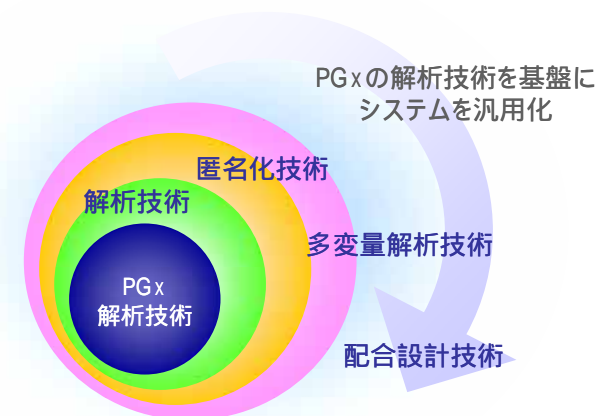 PGxの解析技術を基盤に
システムを汎用化
匿名化技術
解析技術
多変量解析技術
PGx
解析技術
配合設計技術